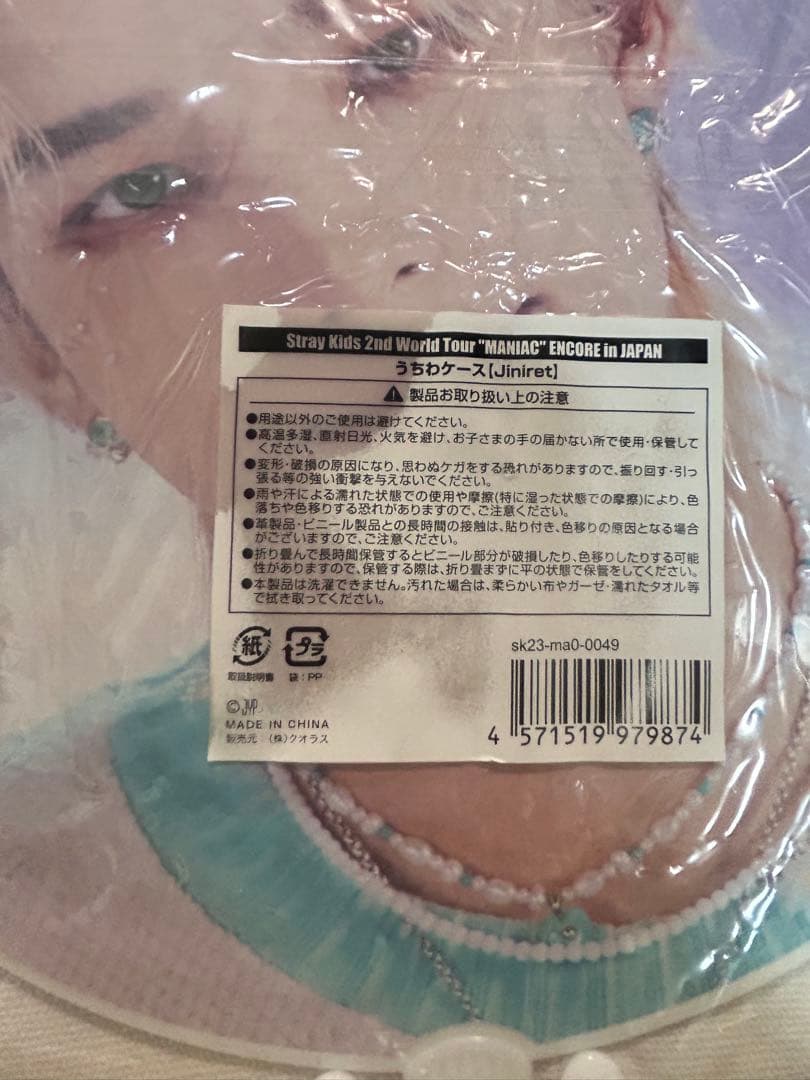 Stray Kids 2nd World Tour "MANIAC" ENCORE in JAPAN
うちわケース【Jiniret】
製品お取り扱い上の注意
●用途以外のご使用は避けてください。
●高温多湿、直射日光、火気を避け、お子さまの手の届かない所で使用・保管して
ください。
●変形・破損の原因になり、思わぬケガをする恐れがありますので、振り回す・引っ
張る等の強い衝撃を与えないでください。
●雨や汗による濡れた状態での使用や摩擦(特に湿った状態での摩擦)により、色
落ちや色移りする恐れがありますので、ご注意ください。
●革製品・ビニール製品との長時間の接触は、貼り付き、色移りの原因となる場合
がございますので、ご注意ください。
●折り畳んで長時間保管するとビニール部分が破損したり、色移りしたりする可能
性がありますので、保管する際は、折り畳まずに平の状態で保管をしてください。
●本製品は洗濯できません。汚れた場合は、柔らかい布やガーゼ・濡れたタオル等
で拭き取ってください。
紙 プラ
取扱説明書 袋:PP
sk23-ma0-0049
©JYP.
MADE IN CHINA
販売元:(株)クオラス
4 571519 979874